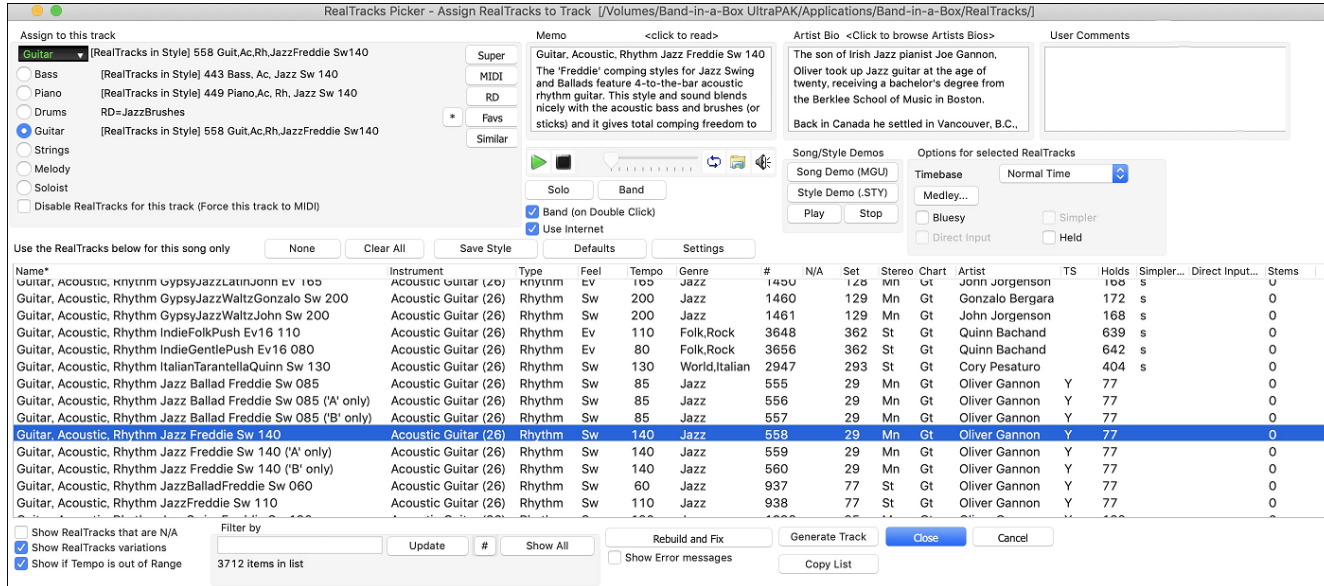 RealTracks Picker - Assign RealTracks to Track [/Volumes/Band-in-a-Box UltraPAK/Applications/Band-in-a-Box/RealTracks/]
Assign to this track
Guitar [RealTracks in Style] 558 Guit,Ac,Rh,JazzFreddie Sw140
Bass [RealTracks in Style] 443 Bass, Ac, Jazz Sw 140
Piano [RealTracks in Style] 449 Piano,Ac, Rh, Jazz Sw 140
Drums RD=JazzBrushes
Guitar [RealTracks in Style] 558 Guit,Ac,Rh,JazzFreddie Sw140
Strings
Melody
Soloist
Disable RealTracks for this track (Force this track to MIDI)
Super
MIDI
RD
* Favs
Similar
Memo <click to read>
Guitar, Acoustic, Rhythm Jazz Freddie Sw 140
The 'Freddie' comping styles for Jazz Swing
and Ballads feature 4-to-the-bar acoustic
rhythm guitar. This style and sound blends
nicely with the acoustic bass and brushes (or
sticks) and it gives total comping freedom to
Solo Band
Band (on Double Click)
Use Internet
Artist Bio <Click to browse Artists Bios>
The son of Irish Jazz pianist Joe Gannon,
Oliver took up Jazz guitar at the age of
twenty, receiving a bachelor's degree from
the Berklee School of Music in Boston.
Back in Canada he settled in Vancouver, B.C.,
User Comments
Song/Style Demos
Song Demo (MGU)
Style Demo (.STY)
Play Stop
Options for selected RealTracks
Timebase Normal Time
Medley...
Bluesy Simpler
Direct Input Held
Use the RealTracks below for this song only None Clear All Save Style Defaults Settings
Name* Instrument Type Feel Tempo Genre # N/A Set Stereo Chart Artist TS Holds Simpler... Direct Input... Stems
Guitar, Acoustic, Rhythm GypsyJazzLatinJohn Ev 165 Acoustic Guitar (26) Rhythm Ev 165 Jazz 1450 128 Mn Gt John Jorgenson 168 s 0
Guitar, Acoustic, Rhythm GypsyJazzWaltzGonzalo Sw 200 Acoustic Guitar (26) Rhythm Sw 200 Jazz 1460 129 Mn Gt Gonzalo Bergara 172 s 0
Guitar, Acoustic, Rhythm GypsyJazzWaltzJohn Sw 200 Acoustic Guitar (26) Rhythm Sw 200 Jazz 1461 129 Mn Gt John Jorgenson 168 s 0
Guitar, Acoustic, Rhythm IndieFolkPush Ev16 110 Acoustic Guitar (26) Rhythm Ev 110 Folk,Rock 3648 362 St Gt Quinn Bachand 639 s 0
Guitar, Acoustic, Rhythm IndieGentlePush Ev16 080 Acoustic Guitar (26) Rhythm Ev 80 Folk,Rock 3656 362 St Gt Quinn Bachand 642 s 0
Guitar, Acoustic, Rhythm ItalianTarantellaQuinn Sw 130 Acoustic Guitar (26) Rhythm Sw 130 World,Italian 2947 293 St Gt Cory Pesaturo 404 s 0
Guitar, Acoustic, Rhythm Jazz Ballad Freddie Sw 085 Acoustic Guitar (26) Rhythm Sw 85 Jazz 555 29 Mn Gt Oliver Gannon Y 77 0
Guitar, Acoustic, Rhythm Jazz Ballad Freddie Sw 085 ('A' only) Acoustic Guitar (26) Rhythm Sw 85 Jazz 556 29 Mn Gt Oliver Gannon Y 77 0
Guitar, Acoustic, Rhythm Jazz Ballad Freddie Sw 085 ('B' only) Acoustic Guitar (26) Rhythm Sw 85 Jazz 557 29 Mn Gt Oliver Gannon Y 77 0
Guitar, Acoustic, Rhythm Jazz Freddie Sw 140 Acoustic Guitar (26) Rhythm Sw 140 Jazz 558 29 Mn Gt Oliver Gannon Y 77 0
Guitar, Acoustic, Rhythm Jazz Freddie Sw 140 ('A' only) Acoustic Guitar (26) Rhythm Sw 140 Jazz 559 29 Mn Gt Oliver Gannon Y 77 0
Guitar, Acoustic, Rhythm Jazz Freddie Sw 140 ('B' only) Acoustic Guitar (26) Rhythm Sw 140 Jazz 560 29 Mn Gt Oliver Gannon Y 77 0
Guitar, Acoustic, Rhythm JazzBalladFreddie Sw 060 Acoustic Guitar (26) Rhythm Sw 60 Jazz 937 77 St Gt Oliver Gannon Y 77 0
Guitar, Acoustic, Rhythm JazzFreddie Sw 110 Acoustic Guitar (26) Rhythm Sw 110 Jazz 938 77 St Gt Oliver Gannon Y 77 0
Show RealTracks that are N/A
Show RealTracks variations
Show if Tempo is out of Range
Filter by
Update # Show All
3712 items in list
Rebuild and Fix
Show Error messages
Generate Track Close Cancel
Copy List